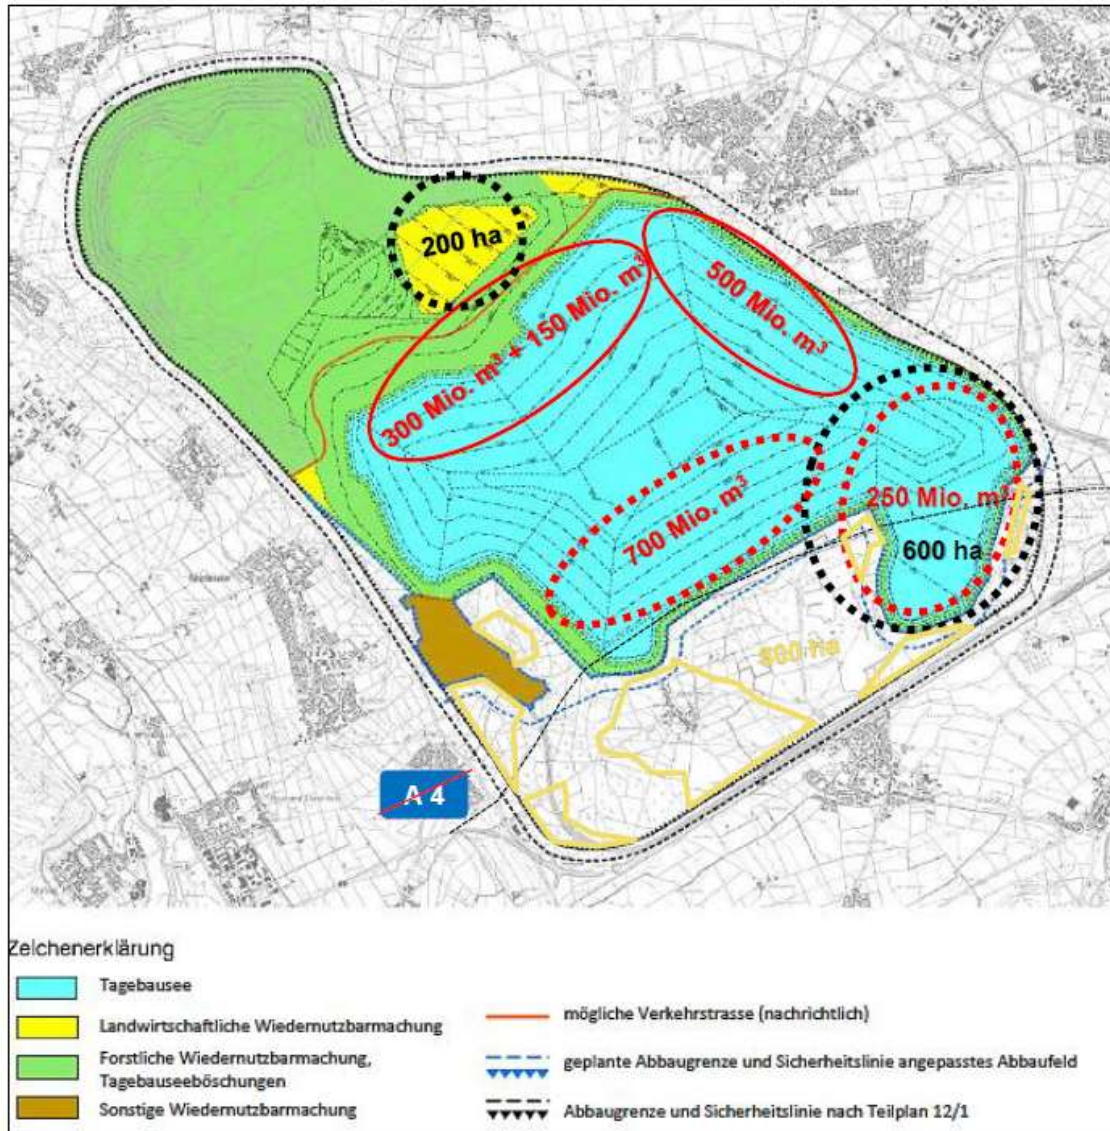 200 ha
300 Mio. m³ + 150 Mio. m³
500 Mio. m³
700 Mio. m³
250 Mio. m³
600 ha
A 4
Zeichenerklärung
Tagebausee
Landwirtschaftliche Wiedernutzbarmachung
Forstliche Wiedernutzbarmachung,
Tagebauseeböschungen
Sonstige Wiedernutzbarmachung
mögliche Verkehrstrasse (nachrichtlich)
geplante Abbaugrenze und Sicherheitslinie angepasstes Abbaufeld
Abbaugrenze und Sicherheitslinie nach Teilplan 12/1